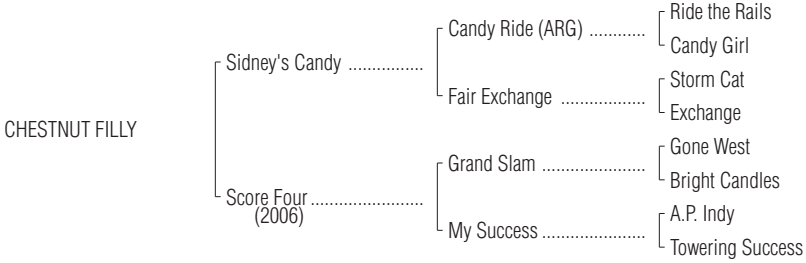 Ride the Rails
Candy Ride (ARG) ............
Candy Girl
Sidney's Candy ................
Storm Cat
Fair Exchange ..................
Exchange
CHESTNUT FILLY
Gone West
Grand Slam ......................
Bright Candles
Score Four ........................
(2006)
A.P. Indy
My Success ......................
Towering Success